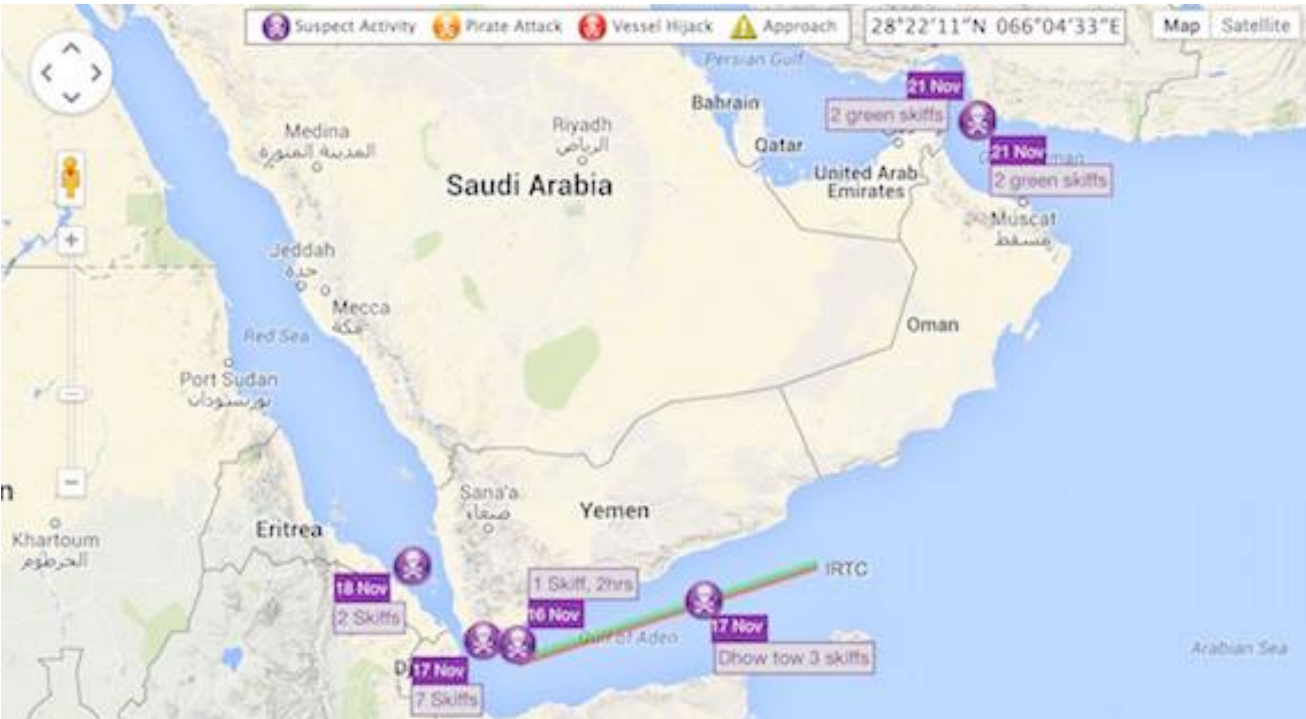 Suspect Activity Pirate Attack Vessel Hijack Approach
28°22'11"N 066°04'33"E
Map Satellite
Persian Gulf
21 Nov
2 green skiffs
Bahrain
Qatar
21 Nov
2 green skiffs
United Arab
Emirates
Muscat
مسقط
Medina
المدينة المنورة
Riyadh
الرياض
Saudi Arabia
Jeddah
جدة
Mecca
مكة
Red Sea
Oman
Port Sudan
بورتسودان
Sana'a
صنعاء
Yemen
Eritrea
Khartoum
الخرطوم
18 Nov
2 Skiffs
1 Skiff, 2hrs
16 Nov
IRTC
Gulf of Aden
17 Nov
Dhow tow 3 skiffs
17 Nov
7 Skiffs
Arabian Sea